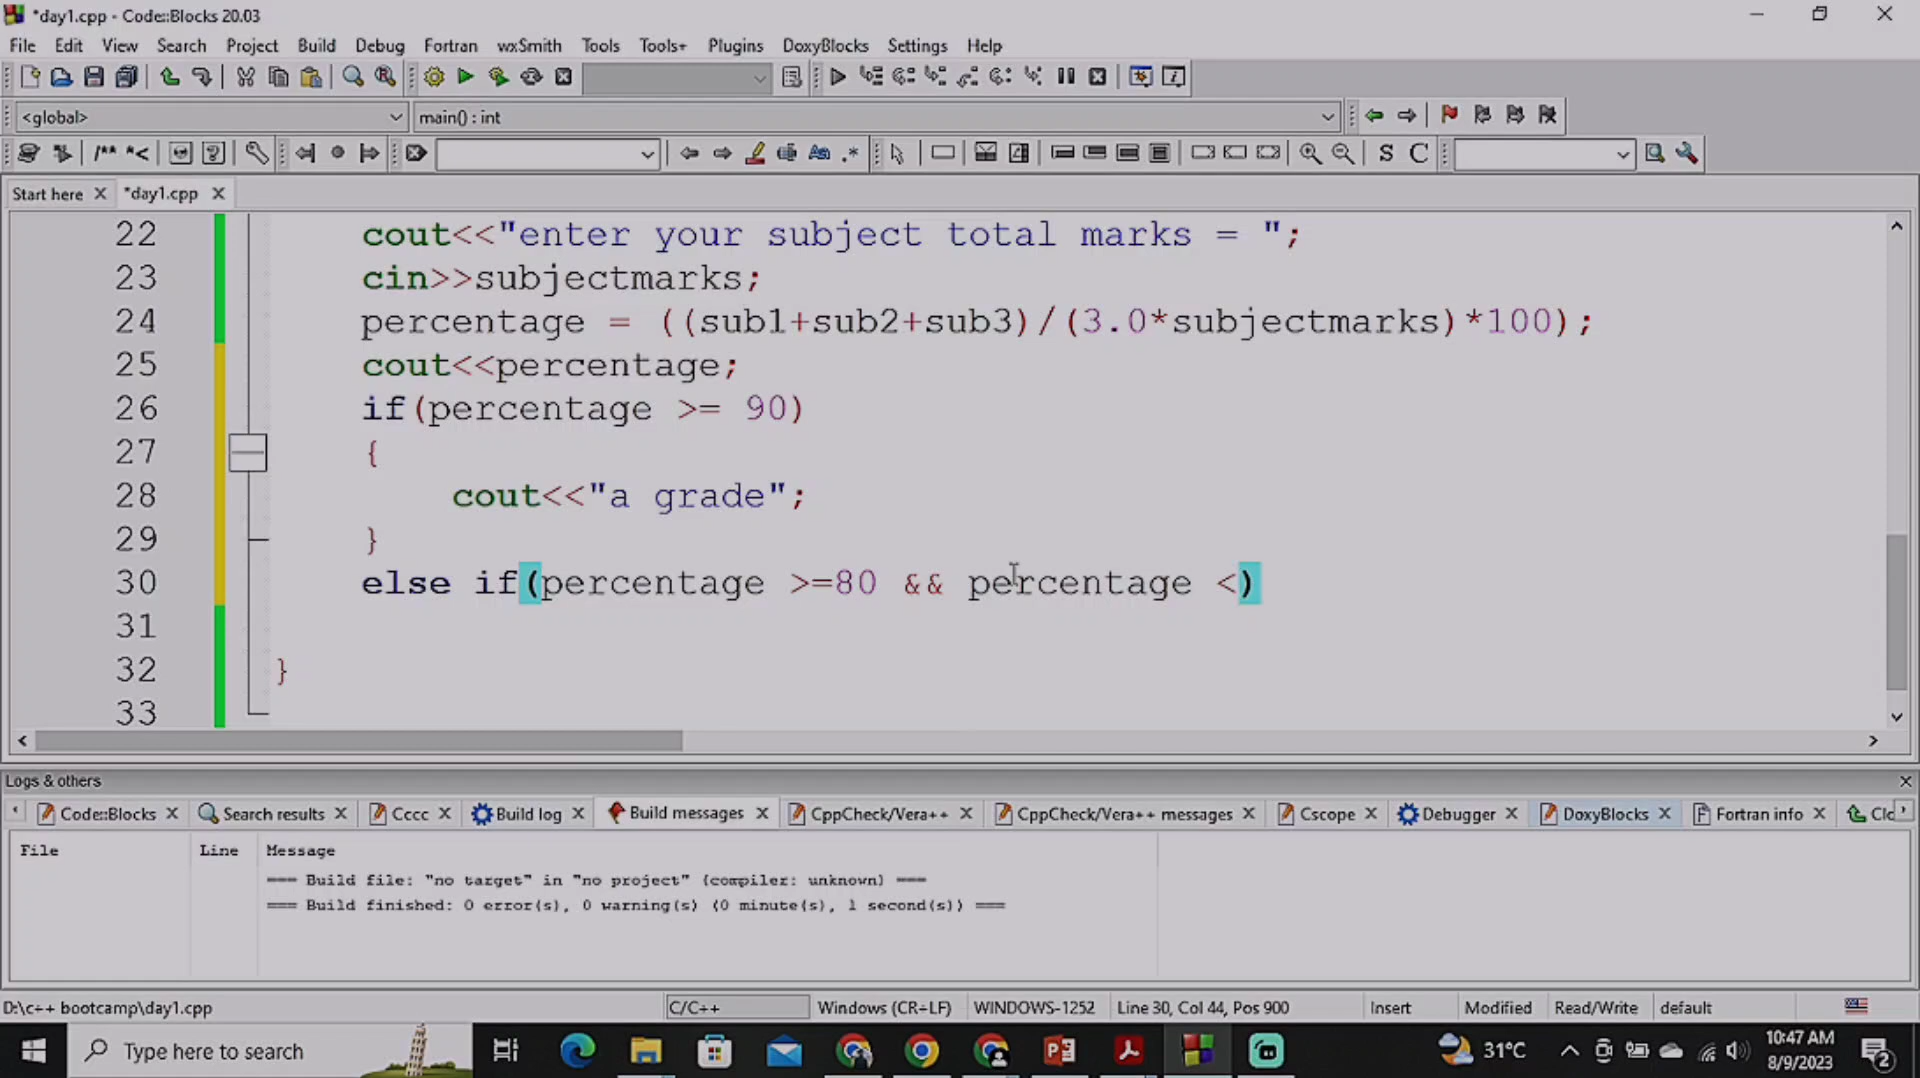 *day1.cpp - Code::Blocks 20.03
File Edit View Search Project Build Debug Fortran wxSmith Tools Tools+ Plugins DoxyBlocks Settings Help
<global> main() : int
/** *< Aa .* S C
Start here *day1.cpp
22 cout<<"enter your subject total marks = ";
23 cin>>subjectmarks;
24 percentage = ((sub1+sub2+sub3)/(3.0*subjectmarks)*100);
25 cout<<percentage;
26 if(percentage >= 90)
27 {
28 cout<<"a grade";
29 }
30 else if(percentage >=80 && percentage <)
31
32 }
33
Logs & others
Code::Blocks Search results Cccc Build log Build messages CppCheck/Vera++ CppCheck/Vera++ messages Cscope Debugger DoxyBlocks Fortran info Clo
File Line Message
=== Build file: "no target" in "no project" (compiler: unknown) ===
=== Build finished: 0 error(s), 0 warning(s) (0 minute(s), 1 second(s)) ===
D:\c++ bootcamp\day1.cpp C/C++ Windows (CR+LF) WINDOWS-1252 Line 30, Col 44, Pos 900 Insert Modified Read/Write default
Type here to search 31°C 10:47 AM
8/9/2023 2